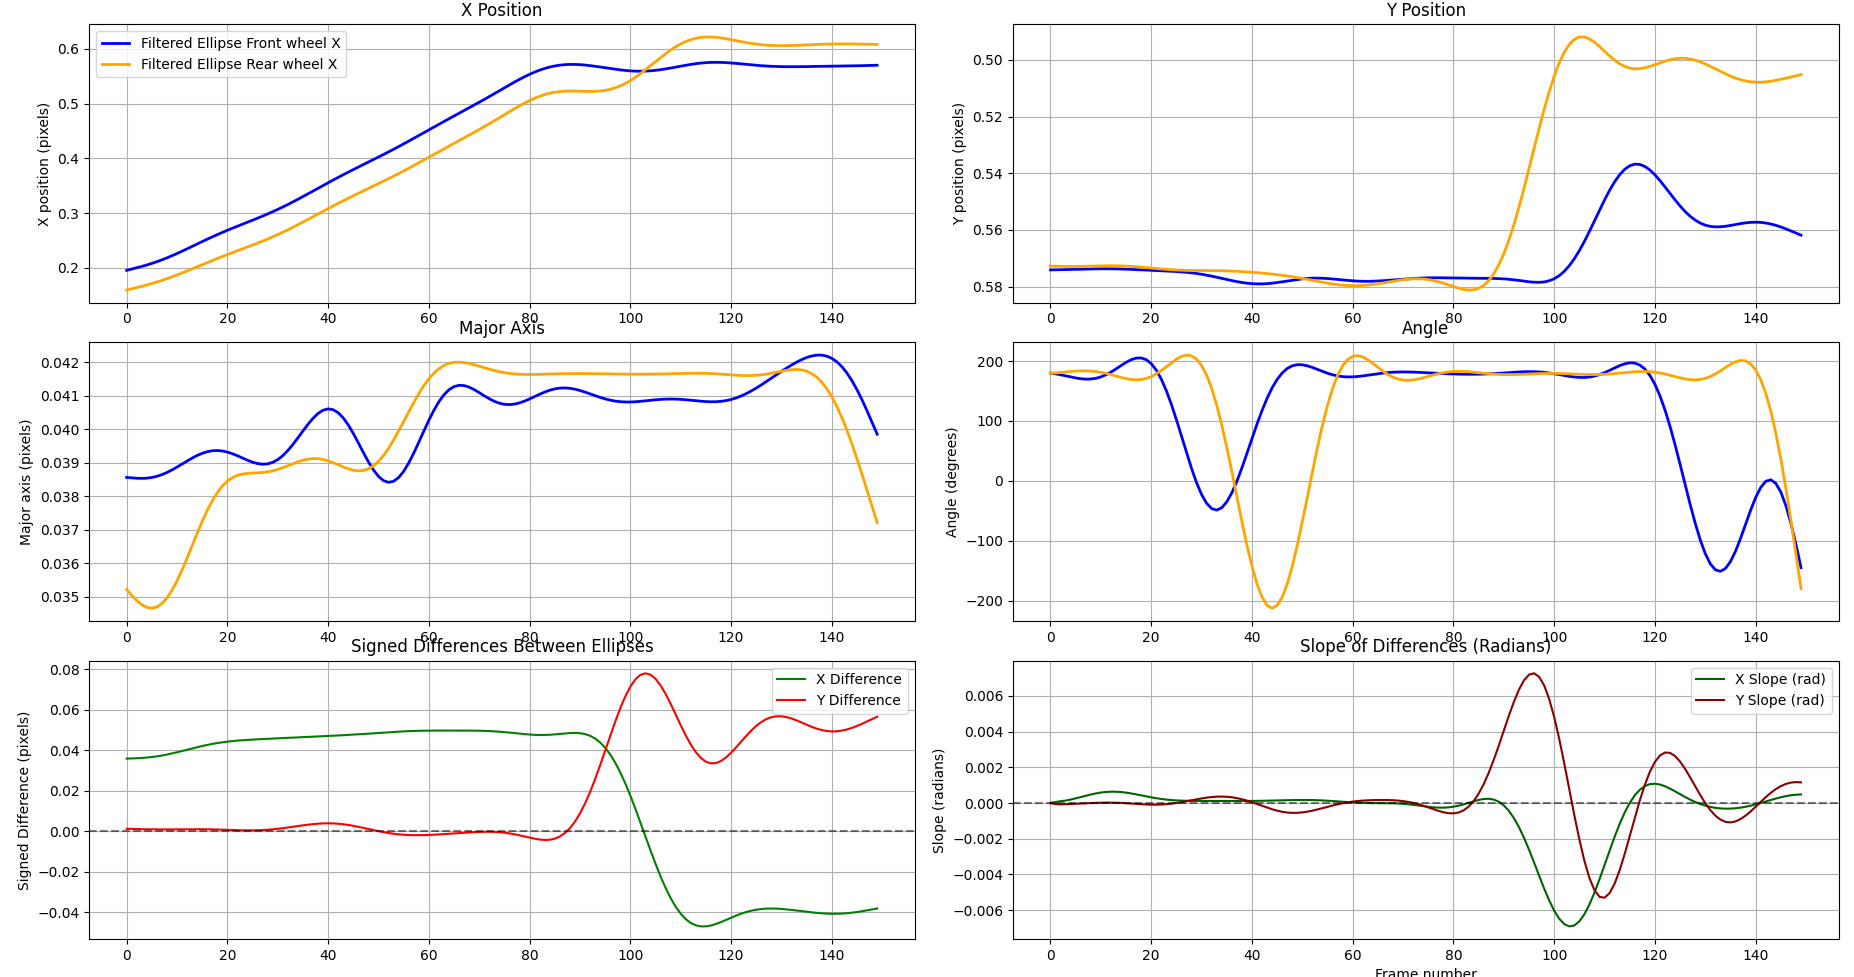 X Position
Filtered Ellipse Front wheel X
Filtered Ellipse Rear wheel X
X position (pixels)
0.6
0.5
0.4
0.3
0.2
0 20 40 60 80 100 120 140
Y Position
Y position (pixels)
0.50
0.52
0.54
0.56
0.58
0 20 40 60 80 100 120 140
Major Axis
Major axis (pixels)
0.042
0.041
0.040
0.039
0.038
0.037
0.036
0.035
0 20 40 60 80 100 120 140
Angle
Angle (degrees)
200
100
0
−100
−200
0 20 40 60 80 100 120 140
Signed Differences Between Ellipses
X Difference
Y Difference
Signed Difference (pixels)
0.08
0.06
0.04
0.02
0.00
−0.02
−0.04
0 20 40 60 80 100 120 140
Slope of Differences (Radians)
X Slope (rad)
Y Slope (rad)
Slope (radians)
0.006
0.004
0.002
0.000
−0.002
−0.004
−0.006
0 20 40 60 80 100 120 140
Frame number